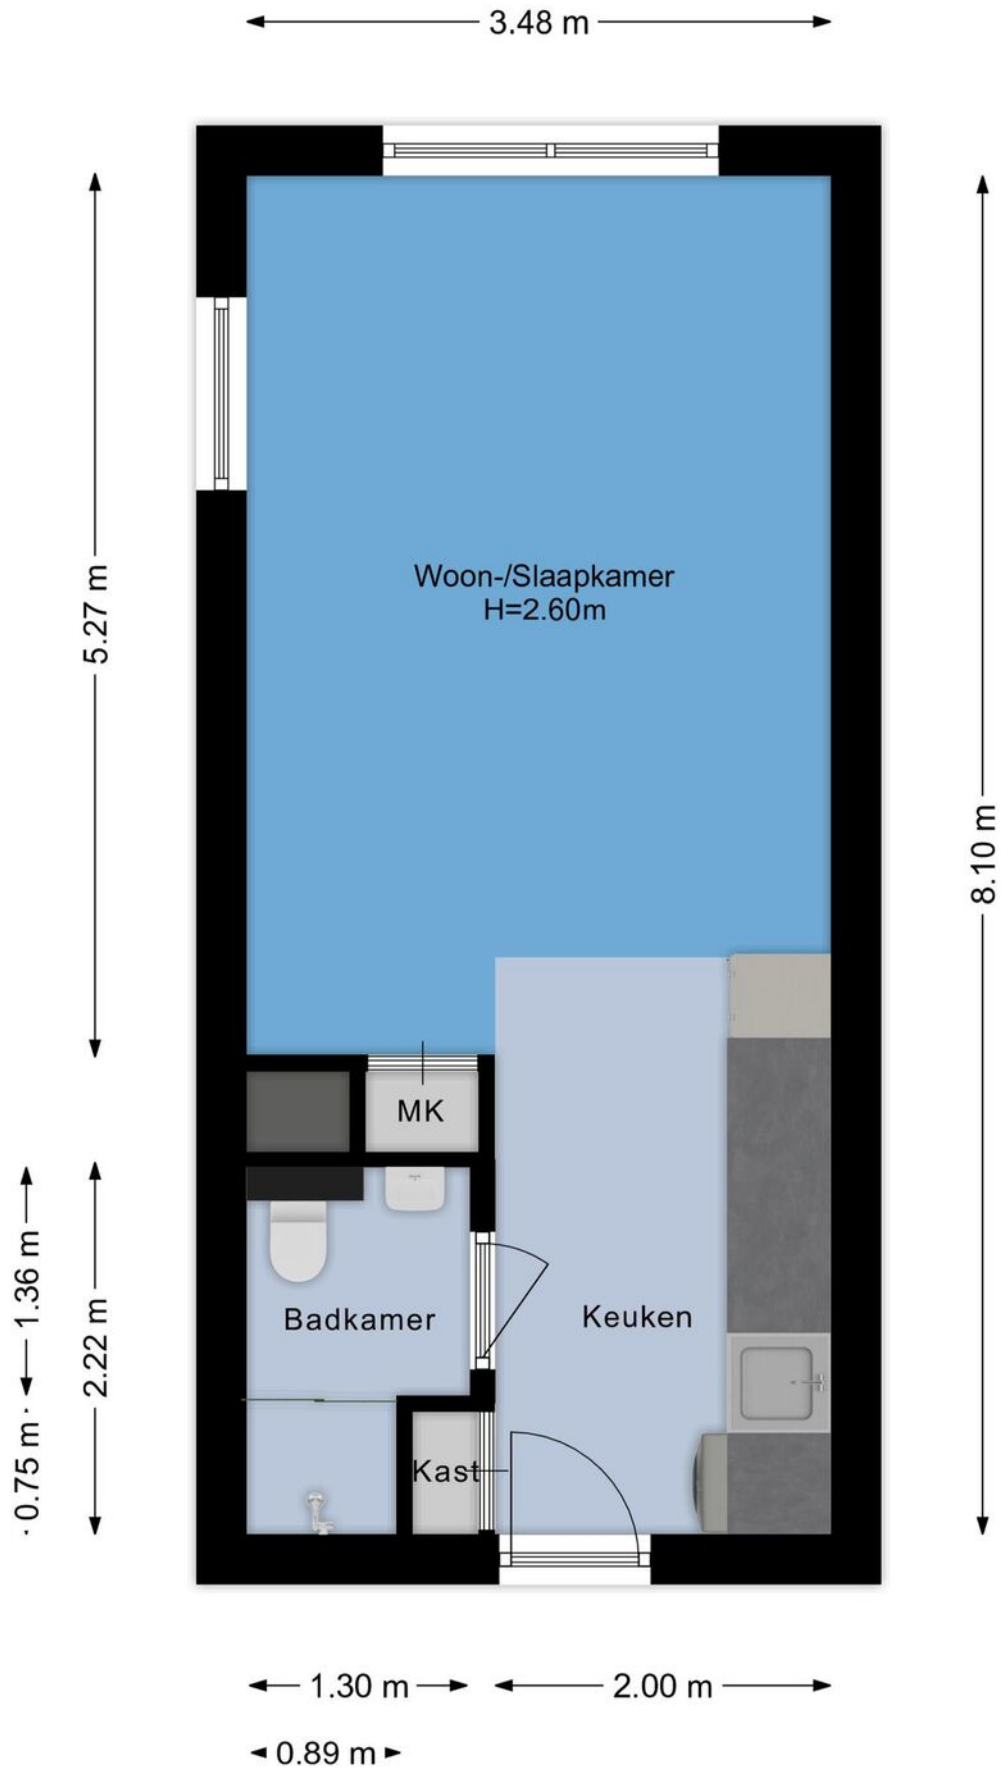 3.48 m
5.27 m
Woon-/Slaapkamer
H=2.60m
8.10 m
MK
1.36 m
2.22 m
Badkamer
Keuken
0.75 m
Kast
1.30 m
2.00 m
0.89 m